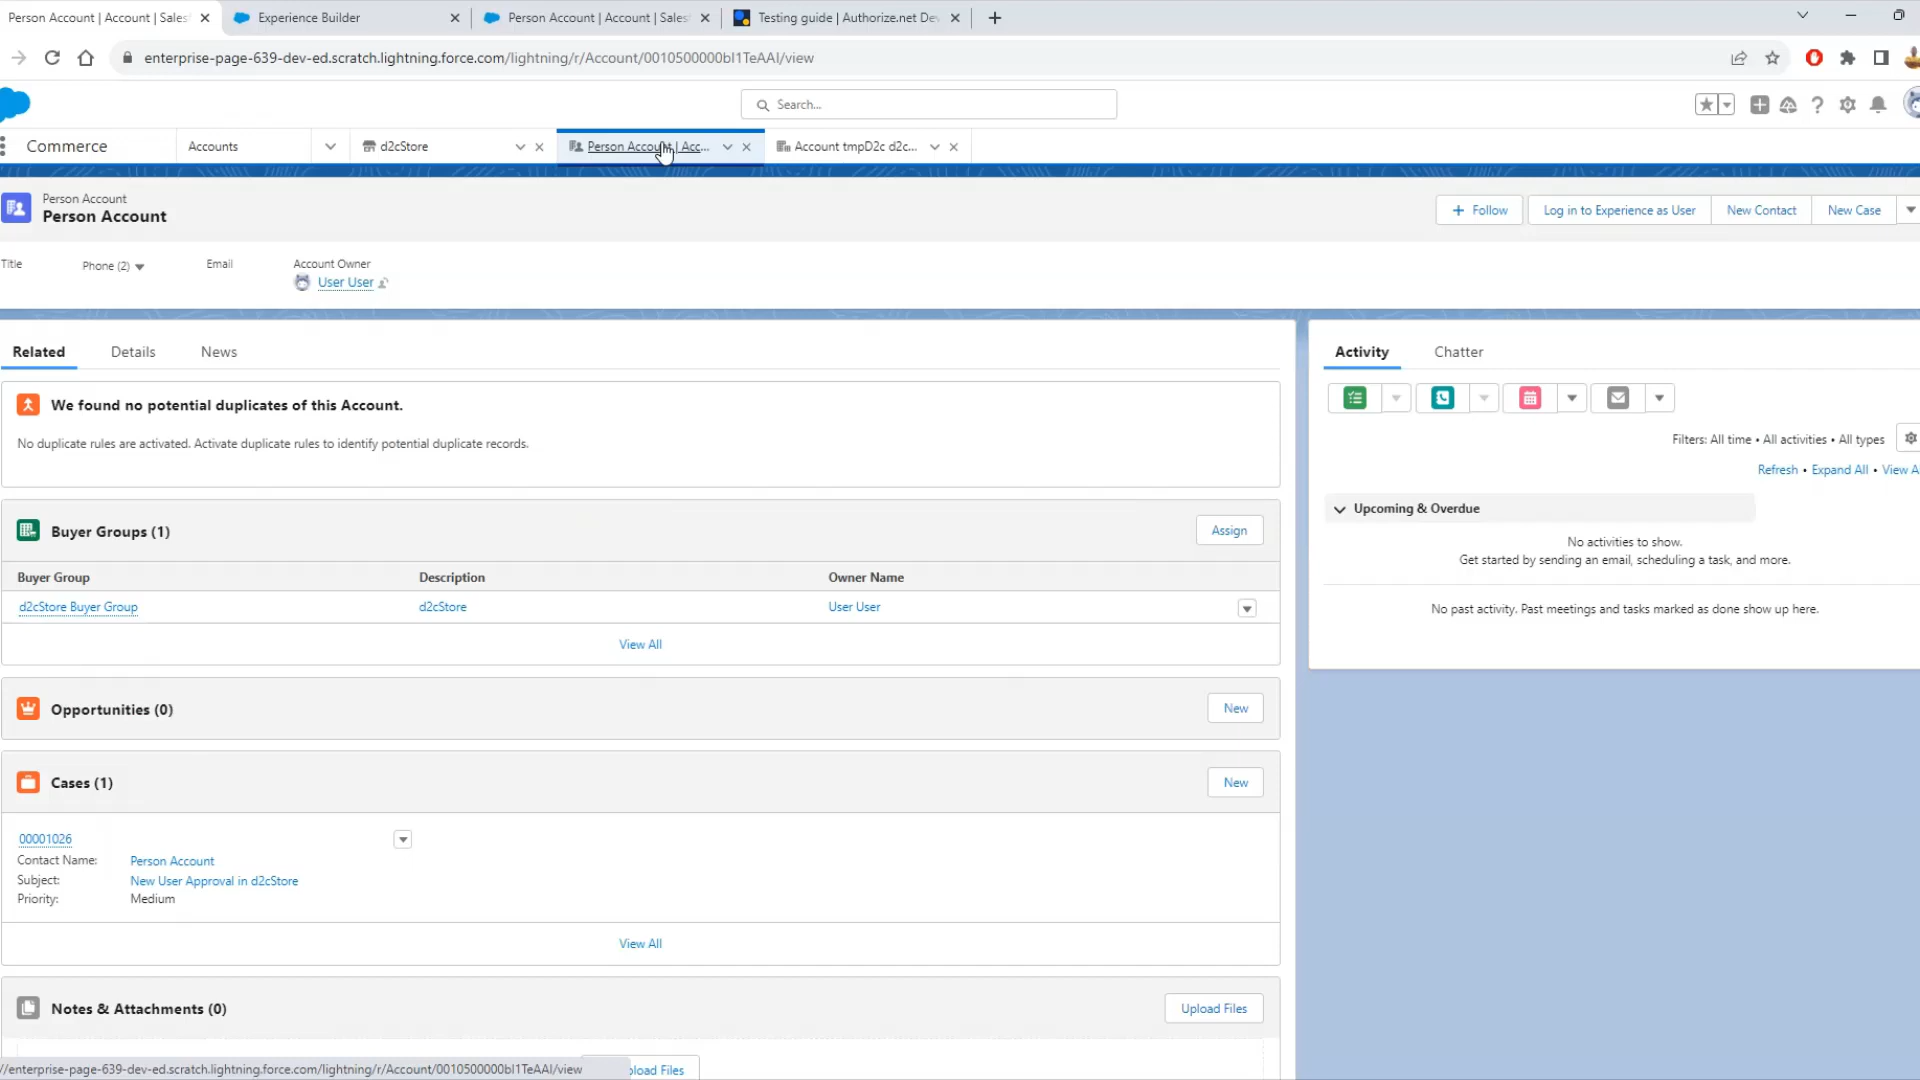 Person Account | Account | Sales
Experience Builder
Person Account | Account | Sales
Testing guide | Authorize.net De
enterprise-page-639-dev-ed.scratch.lightning.force.com/lightning/r/Account/0010500000bI1TeAAI/view
Search...
Commerce
Accounts
d2cStore
Person Account | Acc...
Account tmpD2c d2c...
Person Account
Person Account
Follow
Log in to Experience as User
New Contact
New Case
Title
Phone (2)
Email
Account Owner
User User
Related
Details
News
Activity
Chatter
We found no potential duplicates of this Account.
No duplicate rules are activated. Activate duplicate rules to identify potential duplicate records.
Filters: All time • All activities • All types
Refresh • Expand All • View A
Upcoming & Overdue
No activities to show.
Get started by sending an email, scheduling a task, and more.
No past activity. Past meetings and tasks marked as done show up here.
Buyer Groups (1)
Assign
Buyer Group
Description
Owner Name
d2cStore Buyer Group
d2cStore
User User
View All
Opportunities (0)
New
Cases (1)
New
00001026
Contact Name:
Person Account
Subject:
New User Approval in d2cStore
Priority:
Medium
View All
Notes & Attachments (0)
Upload Files
//enterprise-page-639-dev-ed.scratch.lightning.force.com/lightning/r/Account/0010500000bI1TeAAI/view
pload Files